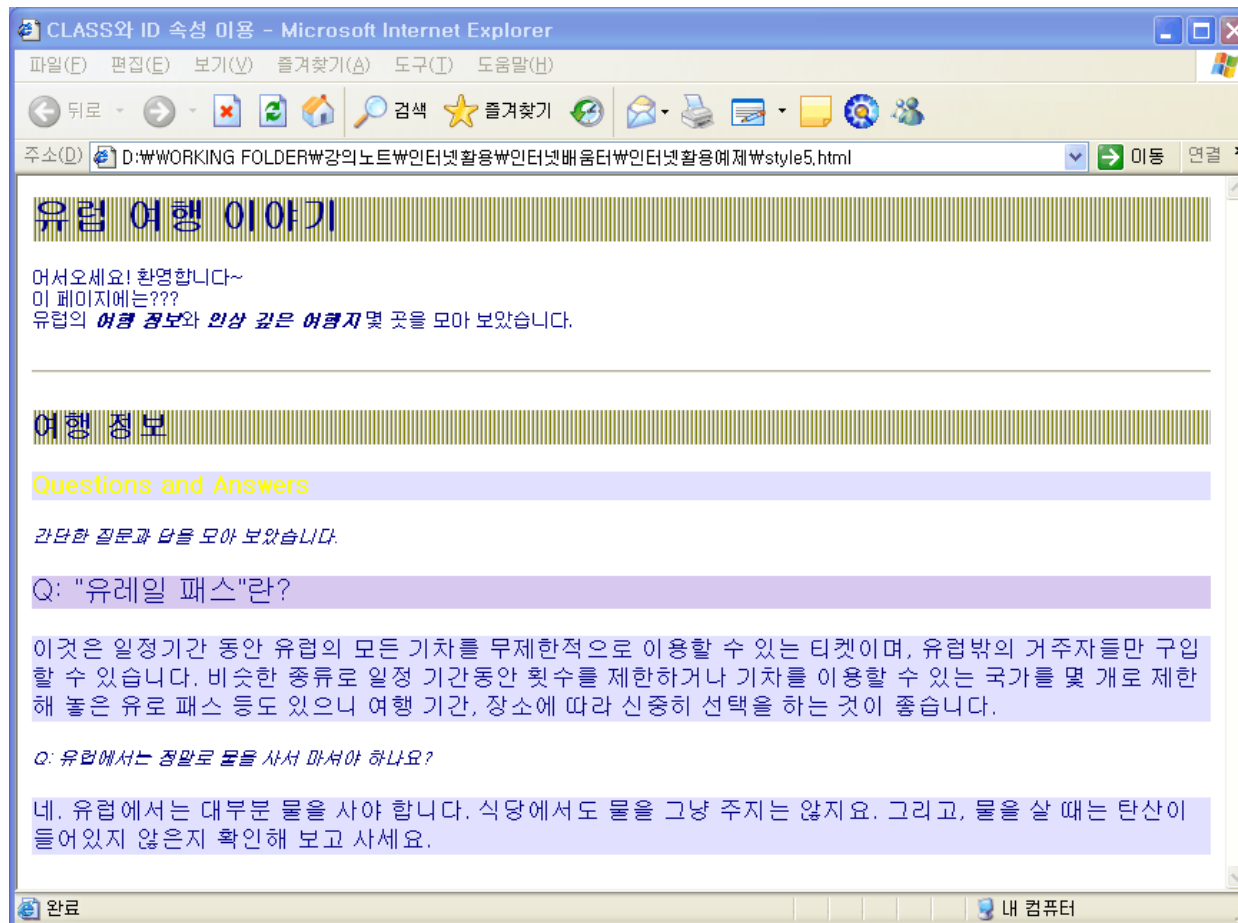 CLASS와 ID 속성 이용 - Microsoft Internet Explorer
파일(F) 편집(E) 보기(V) 즐겨찾기(A) 도구(T) 도움말(H)
뒤로 검색 즐겨찾기
주소(D) D:₩WORKING FOLDER₩강의노트₩인터넷활용₩인터넷배움터₩인터넷활용예제₩style5.html 이동 연결
유럽 여행 이야기
어서오세요! 환영합니다~
이 페이지에는???
유럽의 여행 정보와 인상 깊은 여행지 몇 곳을 모아 보았습니다.
여행 정보
Questions and Answers
간단한 질문과 답을 모아 보았습니다.
Q: "유레일 패스"란?
이것은 일정기간 동안 유럽의 모든 기차를 무제한적으로 이용할 수 있는 티켓이며, 유럽밖의 거주자들만 구입
할 수 있습니다. 비슷한 종류로 일정 기간동안 횟수를 제한하거나 기차를 이용할 수 있는 국가를 몇 개로 제한
해 놓은 유로 패스 등도 있으니 여행 기간, 장소에 따라 신중히 선택을 하는 것이 좋습니다.
Q: 유럽에서는 정말로 물을 사서 마셔야 하나요?
네. 유럽에서는 대부분 물을 사야 합니다. 식당에서도 물을 그냥 주지는 않지요. 그리고, 물을 살 때는 탄산이
들어있지 않은지 확인해 보고 사세요.
완료 내 컴퓨터